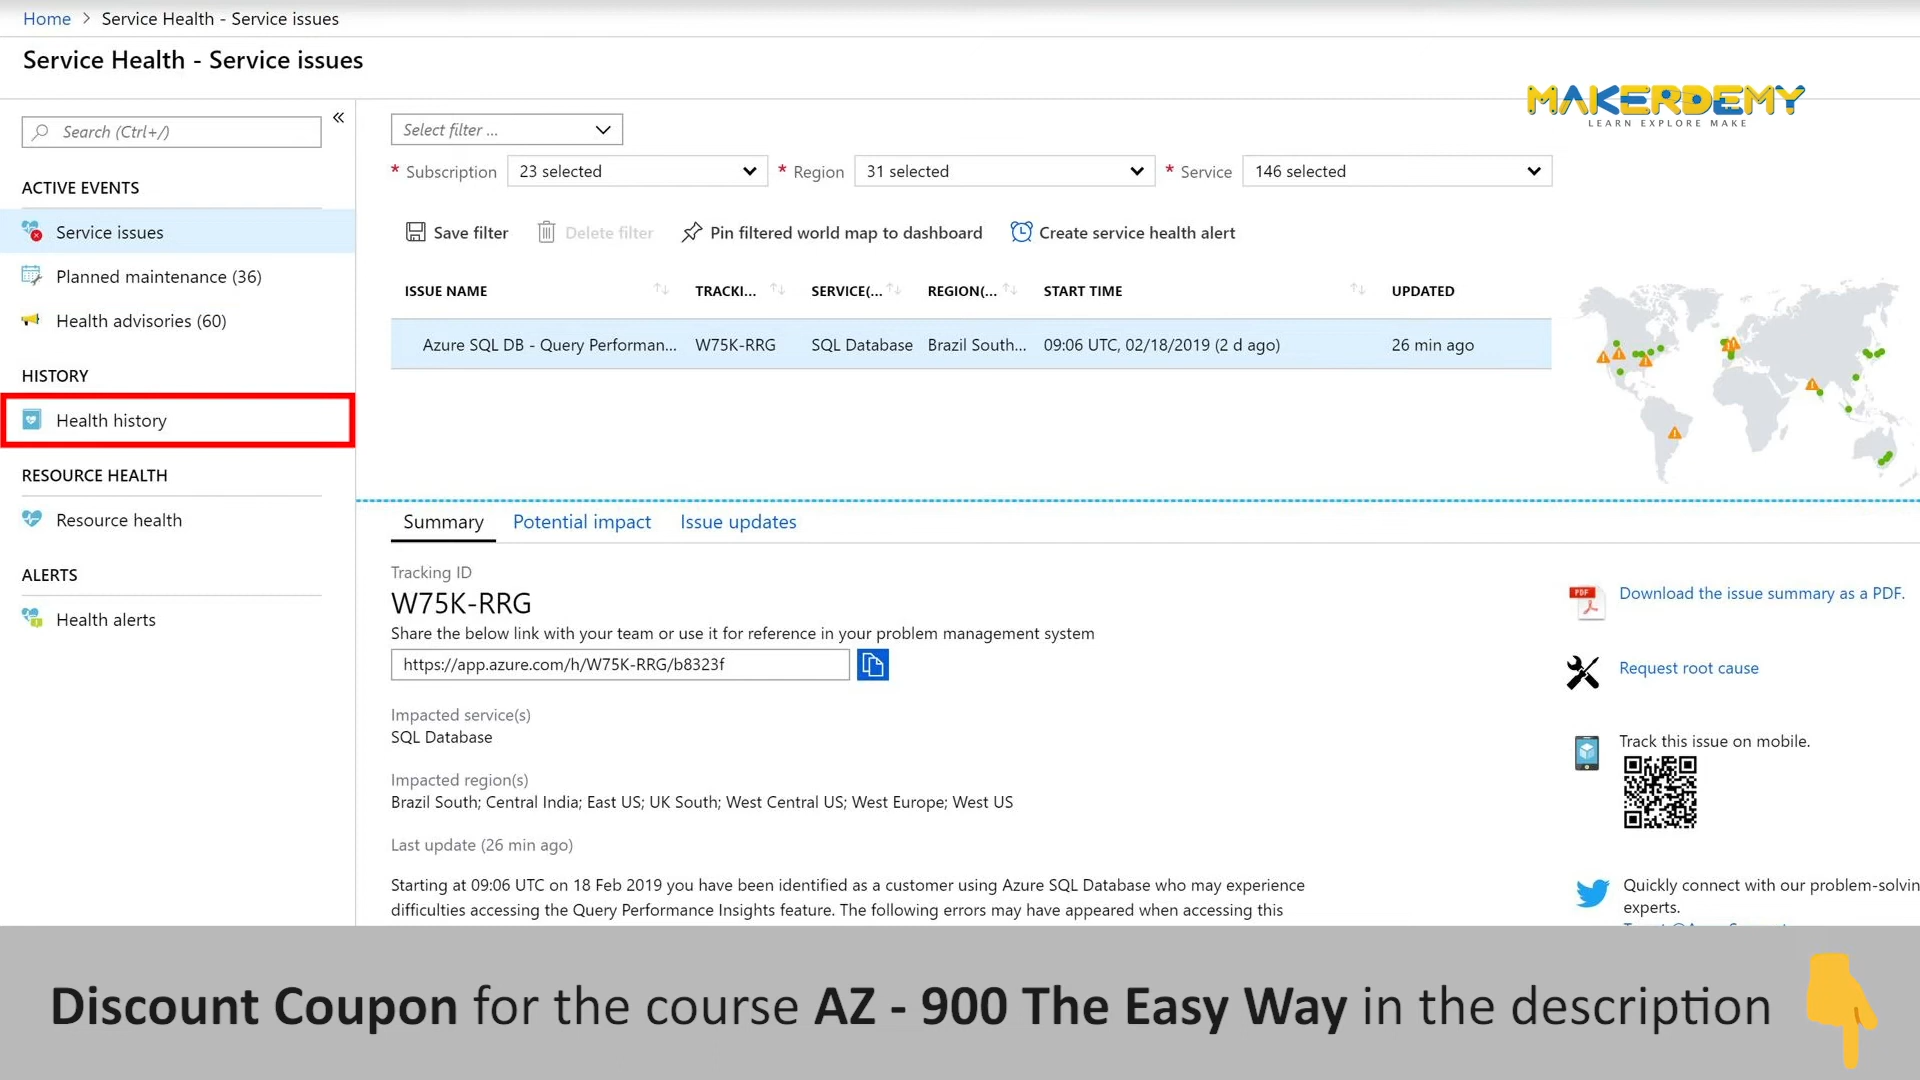 Home > Service Health - Service issues
Service Health - Service issues
MAKERDEMY
LEARN EXPLORE MAKE
Search (Ctrl+/)
«
ACTIVE EVENTS
Service issues
Planned maintenance (36)
Health advisories (60)
HISTORY
Health history
RESOURCE HEALTH
Resource health
ALERTS
Health alerts
Select filter ...
* Subscription 23 selected * Region 31 selected * Service 146 selected
Save filter Delete filter Pin filtered world map to dashboard Create service health alert
ISSUE NAME TRACKI... SERVICE(... REGION(... START TIME UPDATED
Azure SQL DB - Query Performan... W75K-RRG SQL Database Brazil South... 09:06 UTC, 02/18/2019 (2 d ago) 26 min ago
Summary Potential impact Issue updates
Tracking ID
W75K-RRG
Share the below link with your team or use it for reference in your problem management system
https://app.azure.com/h/W75K-RRG/b8323f
Impacted service(s)
SQL Database
Impacted region(s)
Brazil South; Central India; East US; UK South; West Central US; West Europe; West US
Last update (26 min ago)
Starting at 09:06 UTC on 18 Feb 2019 you have been identified as a customer using Azure SQL Database who may experience
difficulties accessing the Query Performance Insights feature. The following errors may have appeared when accessing this
PDF
Download the issue summary as a PDF.
Request root cause
Track this issue on mobile.
Quickly connect with our problem-solvin
experts.
Discount Coupon for the course AZ - 900 The Easy Way in the description